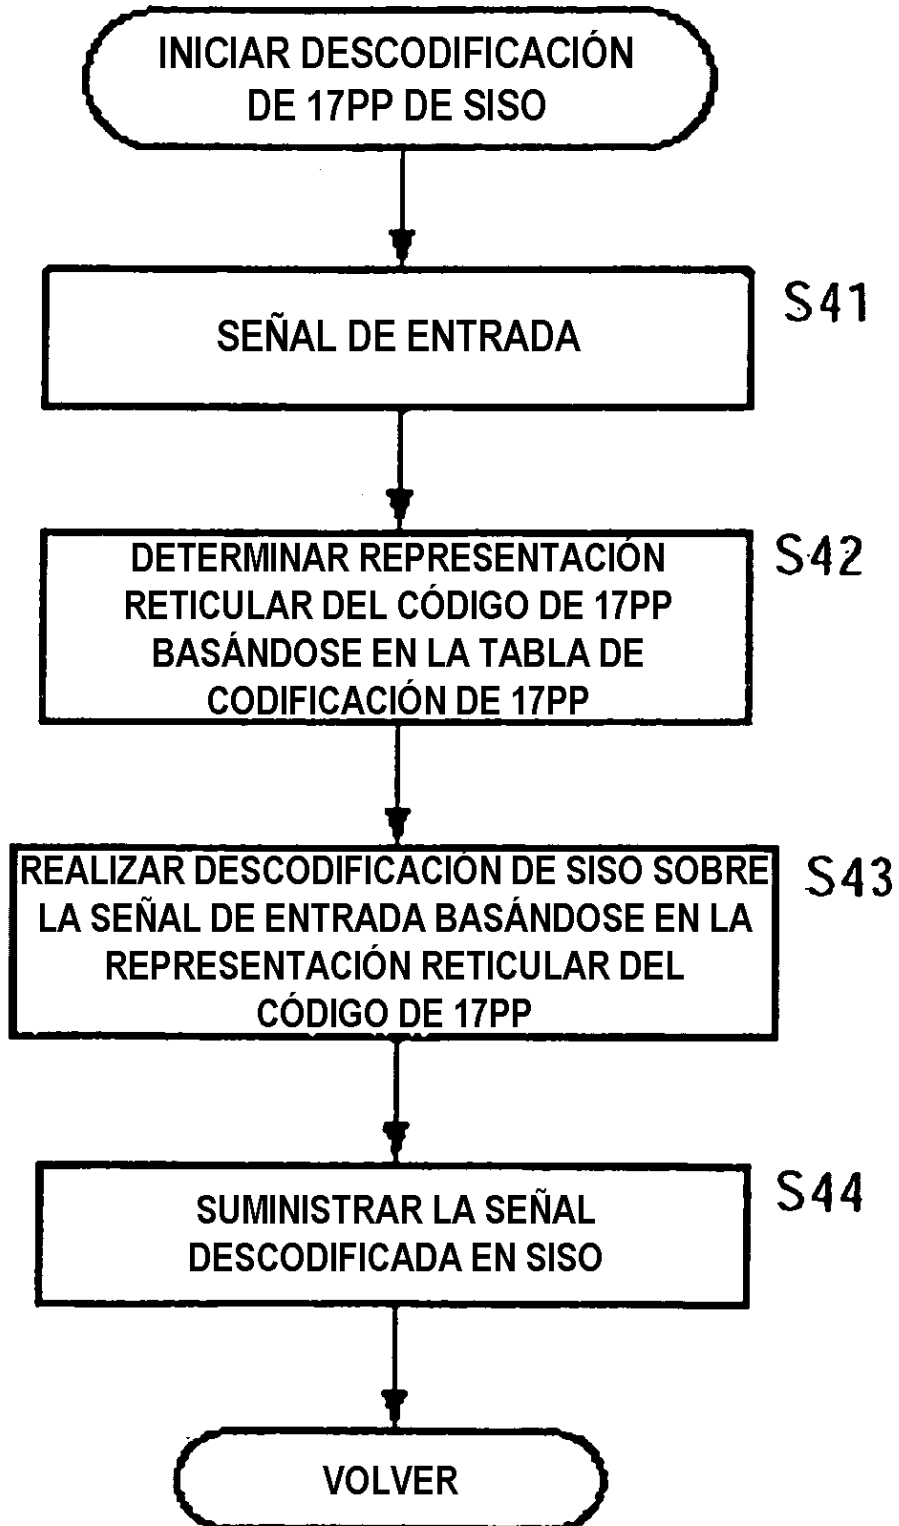 INICIAR DESCODIFICACIÓN
DE 17PP DE SISO
SEÑAL DE ENTRADA
S41
DETERMINAR REPRESENTACIÓN
RETICULAR DEL CÓDIGO DE 17PP
BASÁNDOSE EN LA TABLA DE
CODIFICACIÓN DE 17PP
S42
REALIZAR DESCODIFICACIÓN DE SISO SOBRE
LA SEÑAL DE ENTRADA BASÁNDOSE EN LA
REPRESENTACIÓN RETICULAR DEL
CÓDIGO DE 17PP
S43
SUMINISTRAR LA SEÑAL
DESCODIFICADA EN SISO
S44
VOLVER